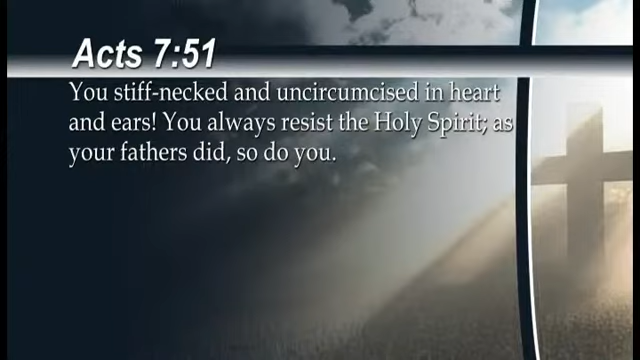 Acts 7:51
You stiff-necked and uncircumcised in heart
and ears! You always resist the Holy Spirit; as
your fathers did, so do you.